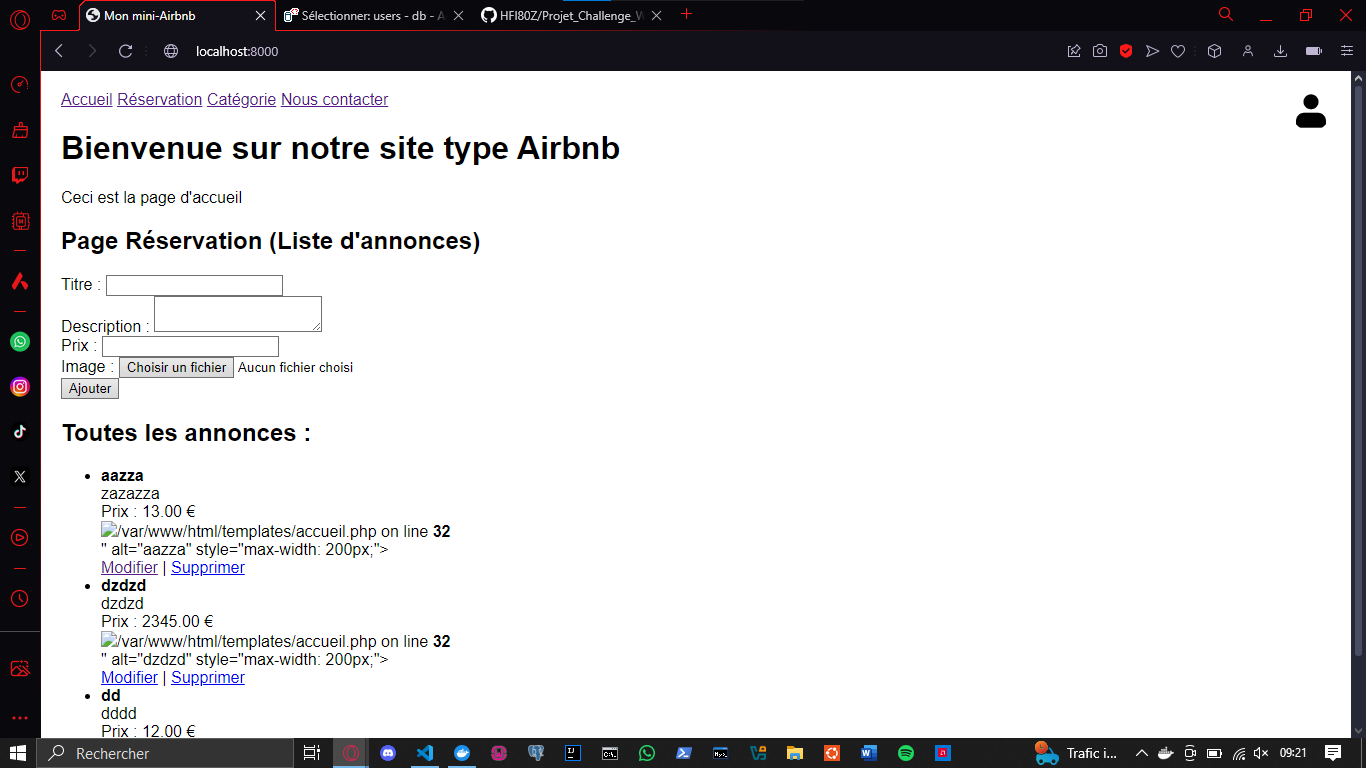 Mon mini-Airbnb
Sélectionner: users - db - A
HFI80Z/Projet_Challenge_W
localhost:8000
Accueil Réservation Catégorie Nous contacter
Bienvenue sur notre site type Airbnb
Ceci est la page d'accueil
Page Réservation (Liste d'annonces)
Titre :
Description :
Prix :
Image : Choisir un fichier Aucun fichier choisi
Ajouter
Toutes les annonces :
aazza
zazazza
Prix : 13.00 €
/var/www/html/templates/accueil.php on line 32
" alt="aazza" style="max-width: 200px;">
Modifier | Supprimer
dzdzd
dzdzd
Prix : 2345.00 €
/var/www/html/templates/accueil.php on line 32
" alt="dzdzd" style="max-width: 200px;">
Modifier | Supprimer
dd
dddd
Prix : 12.00 €
Rechercher
Trafic i...
09:21